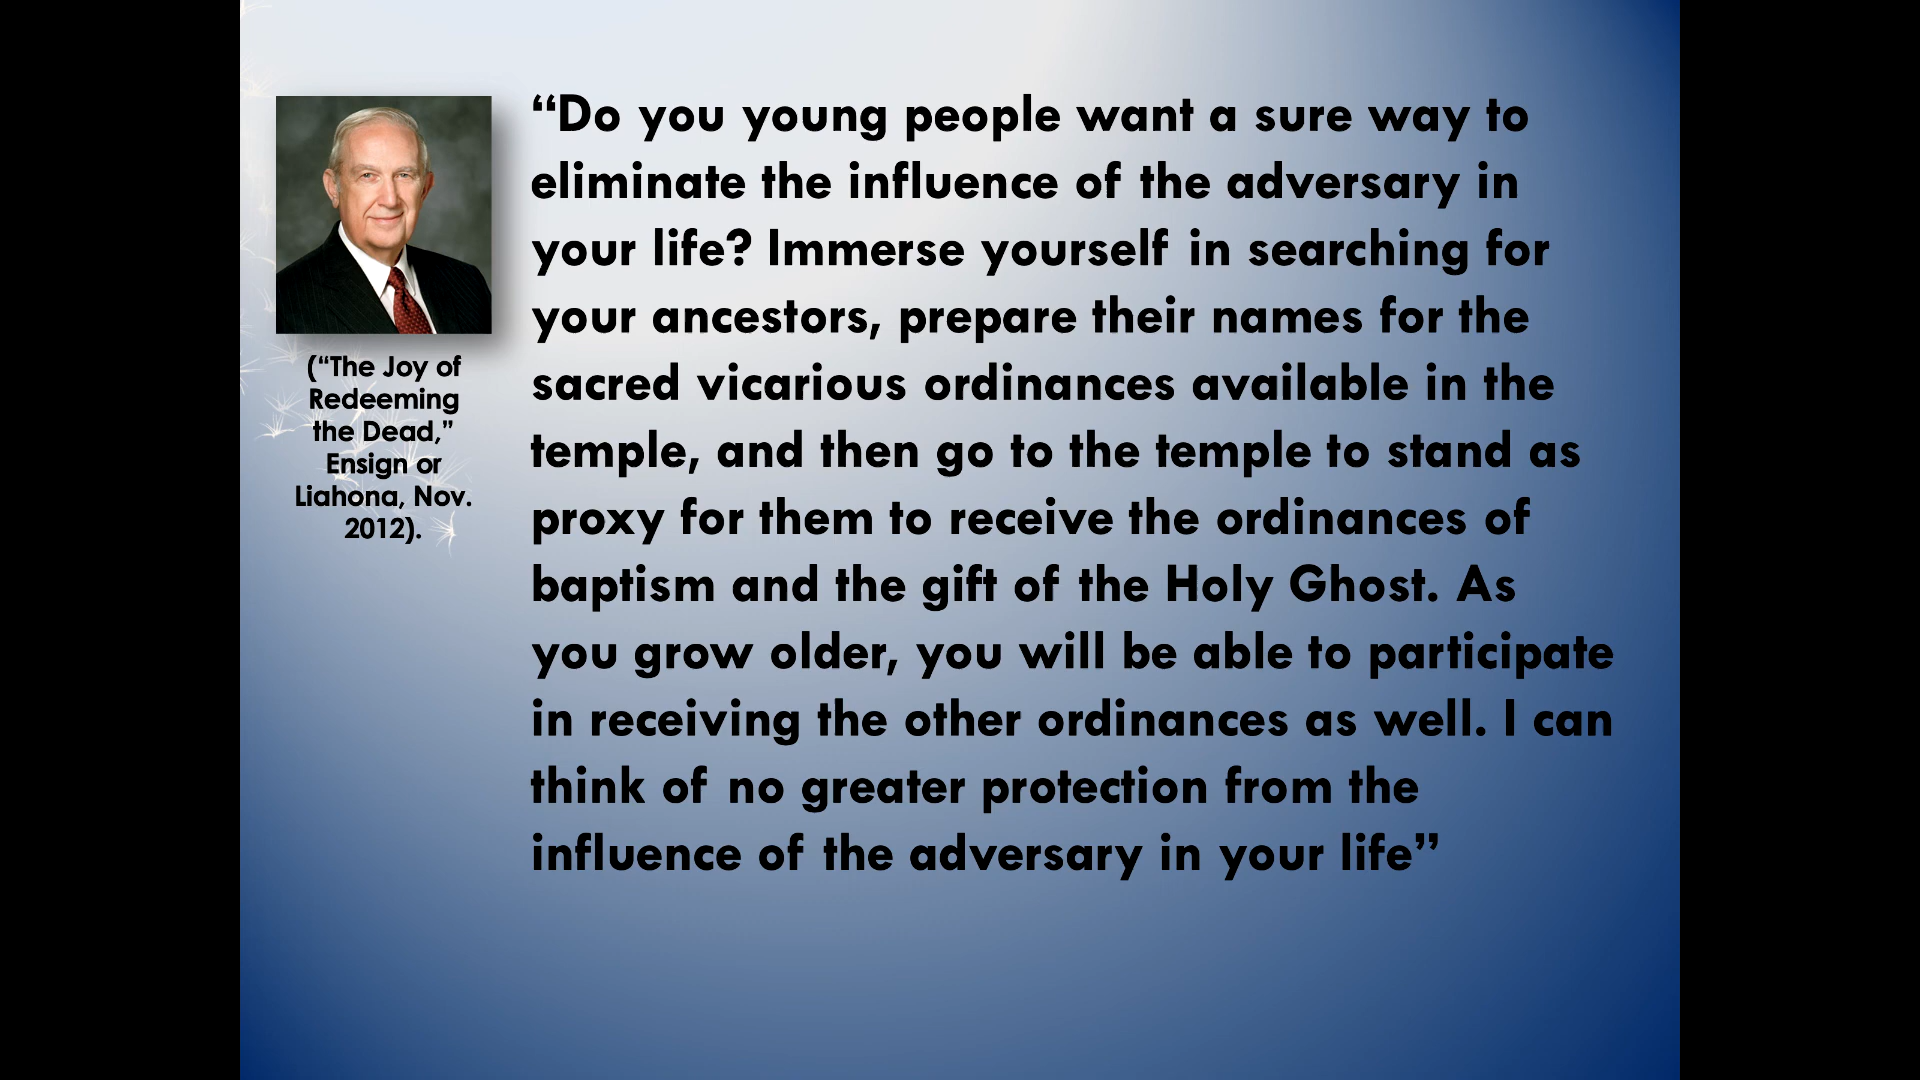 (“The Joy of
Redeeming
the Dead,”
Ensign or
Liahona, Nov.
2012).
“Do you young people want a sure way to
eliminate the influence of the adversary in
your life? Immerse yourself in searching for
your ancestors, prepare their names for the
sacred vicarious ordinances available in the
temple, and then go to the temple to stand as
proxy for them to receive the ordinances of
baptism and the gift of the Holy Ghost. As
you grow older, you will be able to participate
in receiving the other ordinances as well. I can
think of no greater protection from the
influence of the adversary in your life”